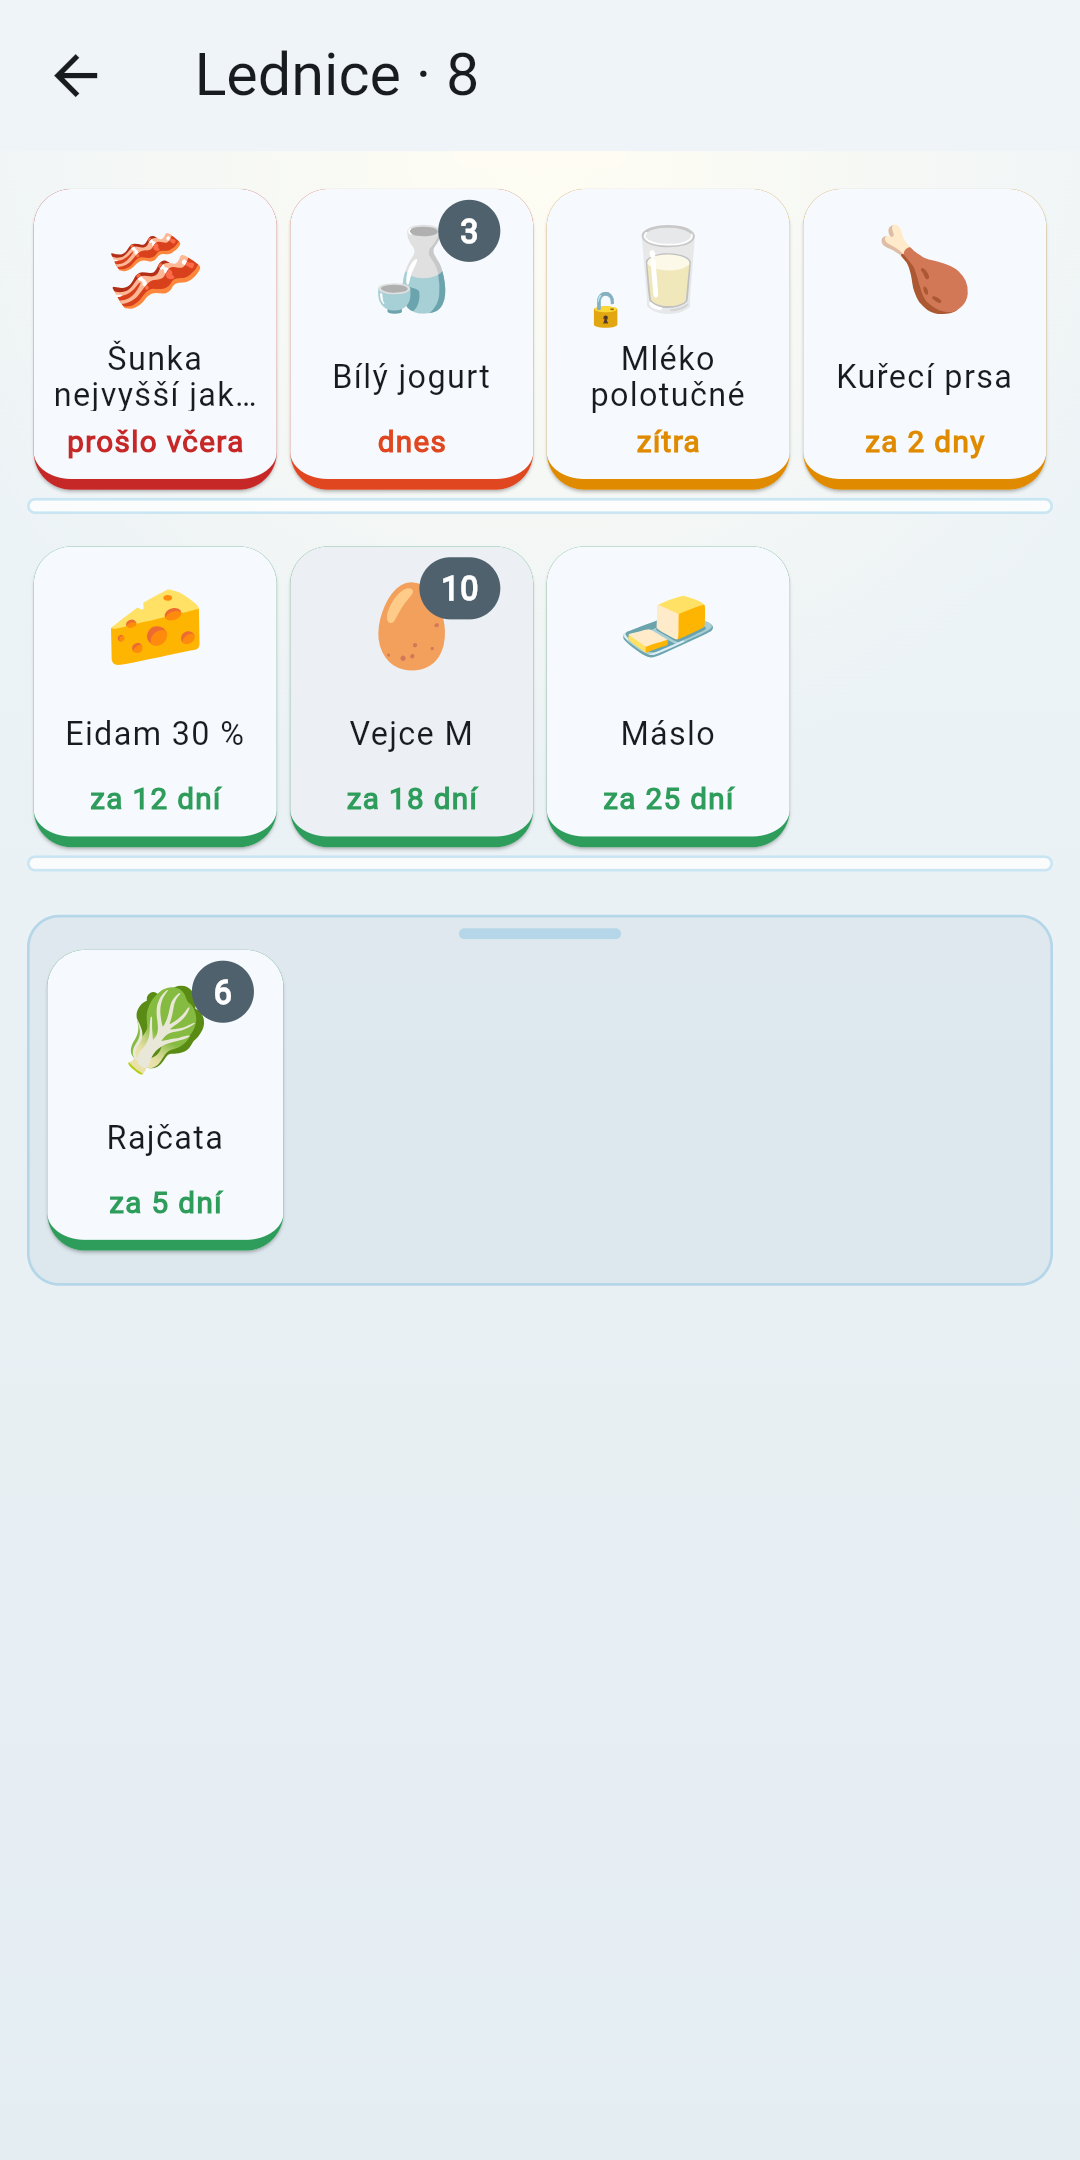 Lednice · 8
Šunka
nejvyšší jak…
prošlo včera
3
Bílý jogurt
dnes
Mléko
polotučné
zítra
Kuřecí prsa
za 2 dny
Eidam 30 %
za 12 dní
10
Vejce M
za 18 dní
Máslo
za 25 dní
6
Rajčata
za 5 dní